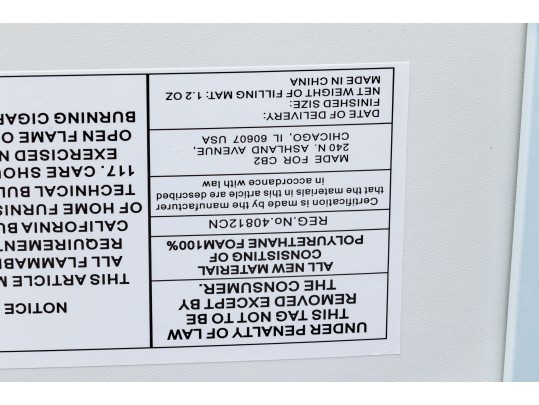 UNDER PENALTY OF LAW
THIS TAG NOT TO BE
REMOVED EXCEPT BY
THE CONSUMER.
ALL NEW MATERIAL
CONSISTING OF
POLYURETHANE FOAM100%
REG.No.40812CN
Certification is made by the manufacturer
that the materials in this article are described
in accordance with law
MADE FOR CB2
240 N. ASHLAND AVENUE,
CHICAGO, IL 60607 USA
DATE OF DELIVERY:
FINISHED SIZE:
NET WEIGHT OF FILLING MAT: 1.2 OZ
MADE IN CHINA
NOTICE
THIS ARTICLE M
ALL FLAMMAB
REQUIREMENT
CALIFORNIA BU
OF HOME FURNIS
TECHNICAL BUL
117. CARE SHOU
EXERCISED N
OPEN FLAME O
BURNING CIGAR